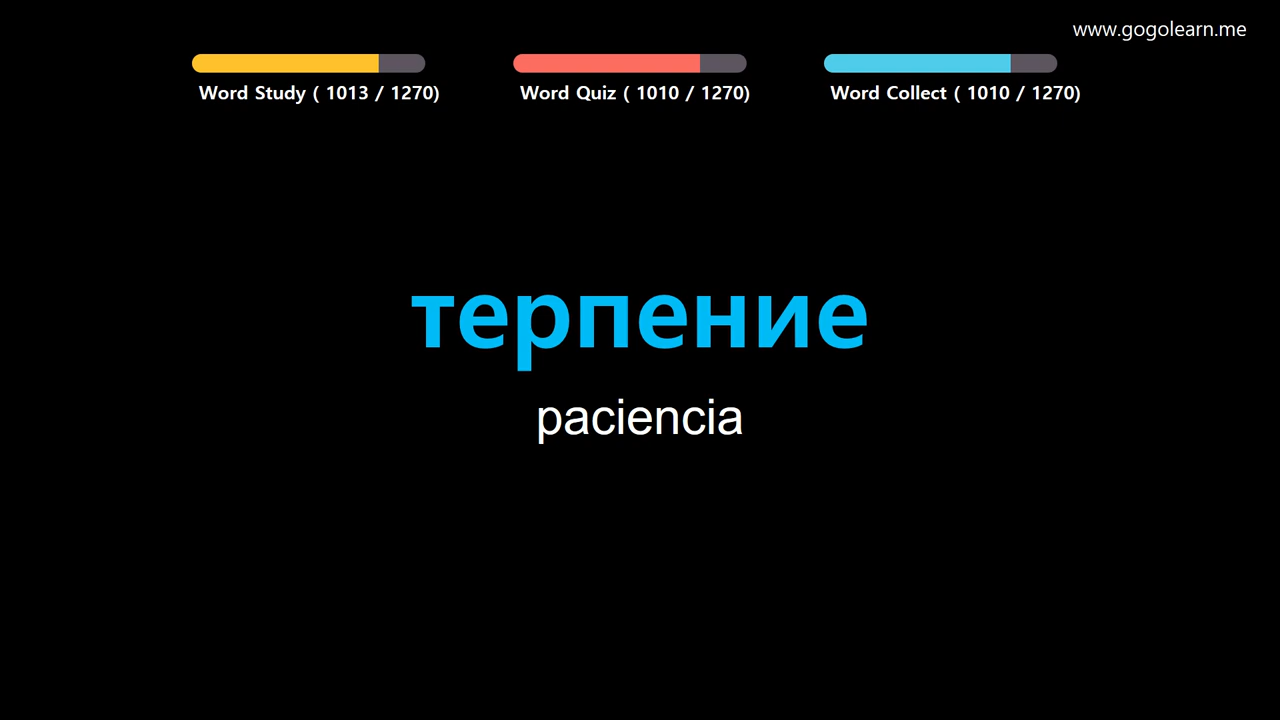 www.gogolearn.me
Word Study ( 1013 / 1270)
Word Quiz ( 1010 / 1270)
Word Collect ( 1010 / 1270)
терпение
paciencia